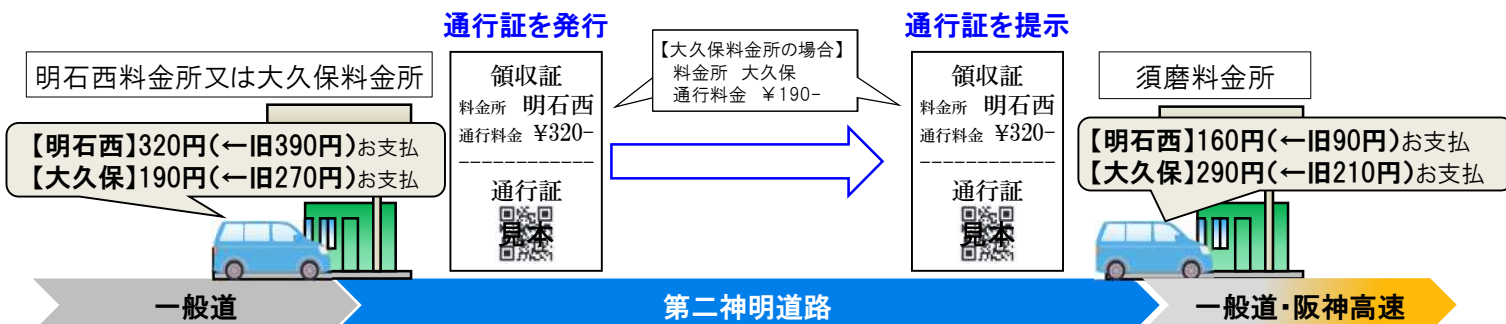 通行証を発行
通行証を提示
明石西料金所又は大久保料金所
【明石西】320円(←旧390円)お支払
【大久保】190円(←旧270円)お支払
領収証
料金所 明石西
通行料金 ¥320-
------------
通行証
見本
【大久保料金所の場合】
料金所 大久保
通行料金 ¥190-
領収証
料金所 明石西
通行料金 ¥320-
------------
通行証
見本
須磨料金所
【明石西】160円(←旧90円)お支払
【大久保】290円(←旧210円)お支払
一般道
第二神明道路
一般道・阪神高速